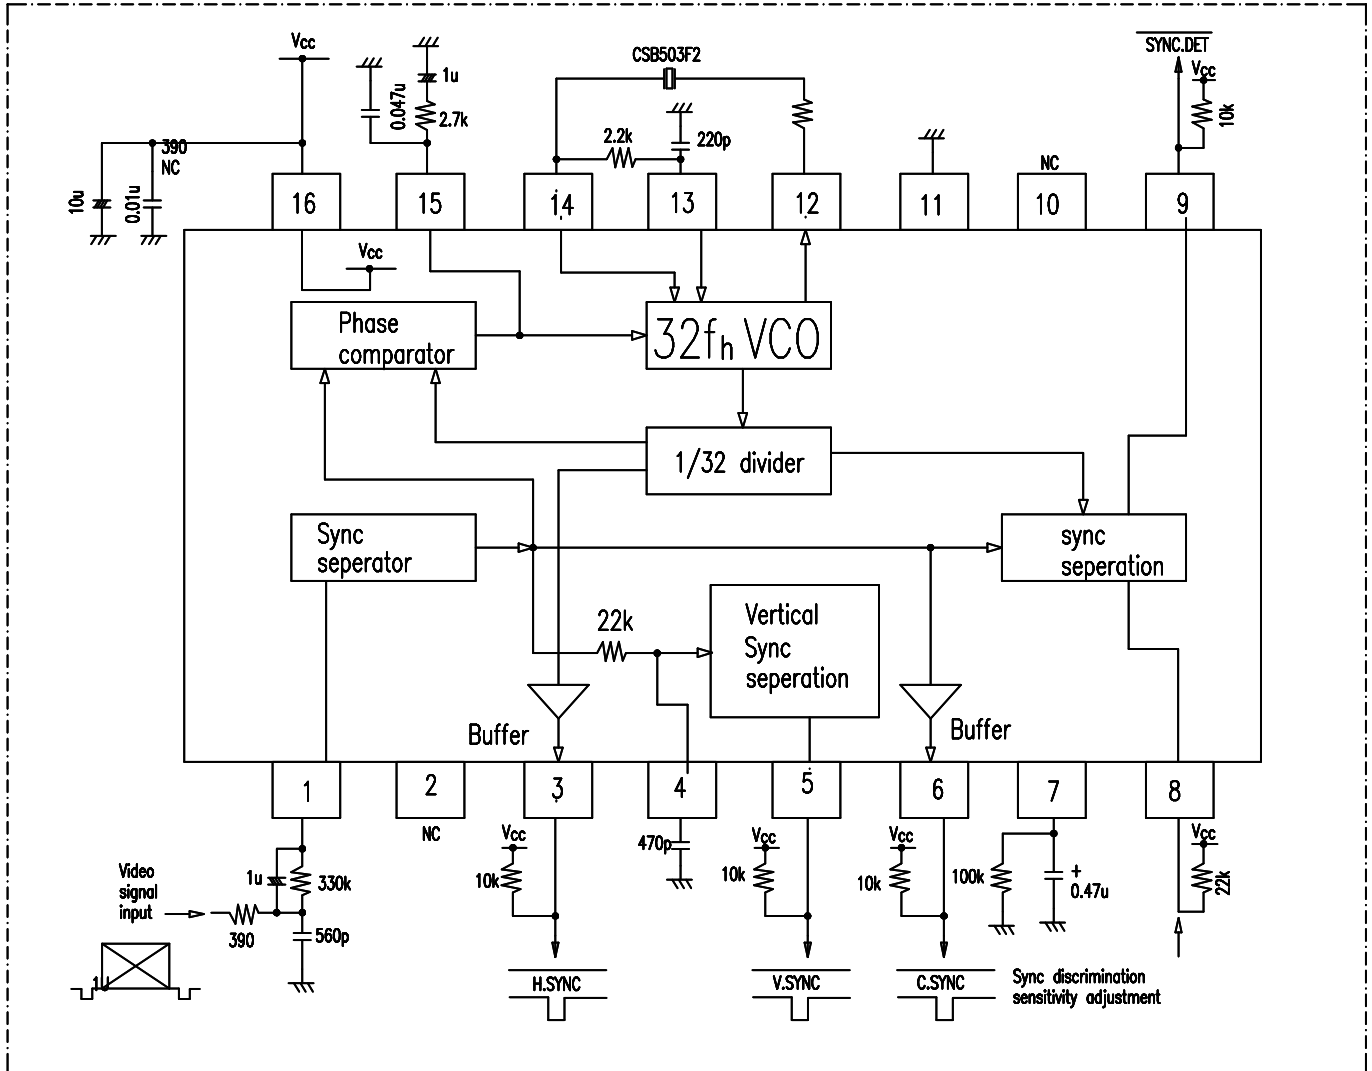 Vcc
1u
0.047u
2.7k
CSB503F2
2.2k
220p
SYNC.DET
Vcc
10k
390
NC
10u
0.01u
NC
16
15
14
13
12
11
10
9
Vcc
Phase
comparator
32fh VCO
1/32 divider
Sync
seperator
sync
seperation
22k
Vertical
Sync
seperation
Buffer
Buffer
1
2
3
4
5
6
7
8
NC
Vcc
10k
470p
Vcc
10k
Vcc
10k
100k
+
0.47u
Vcc
22k
Video
signal
input
1u
330k
390
560p
1U
H.SYNC
V.SYNC
C.SYNC
Sync discrimination
sensitivity adjustment